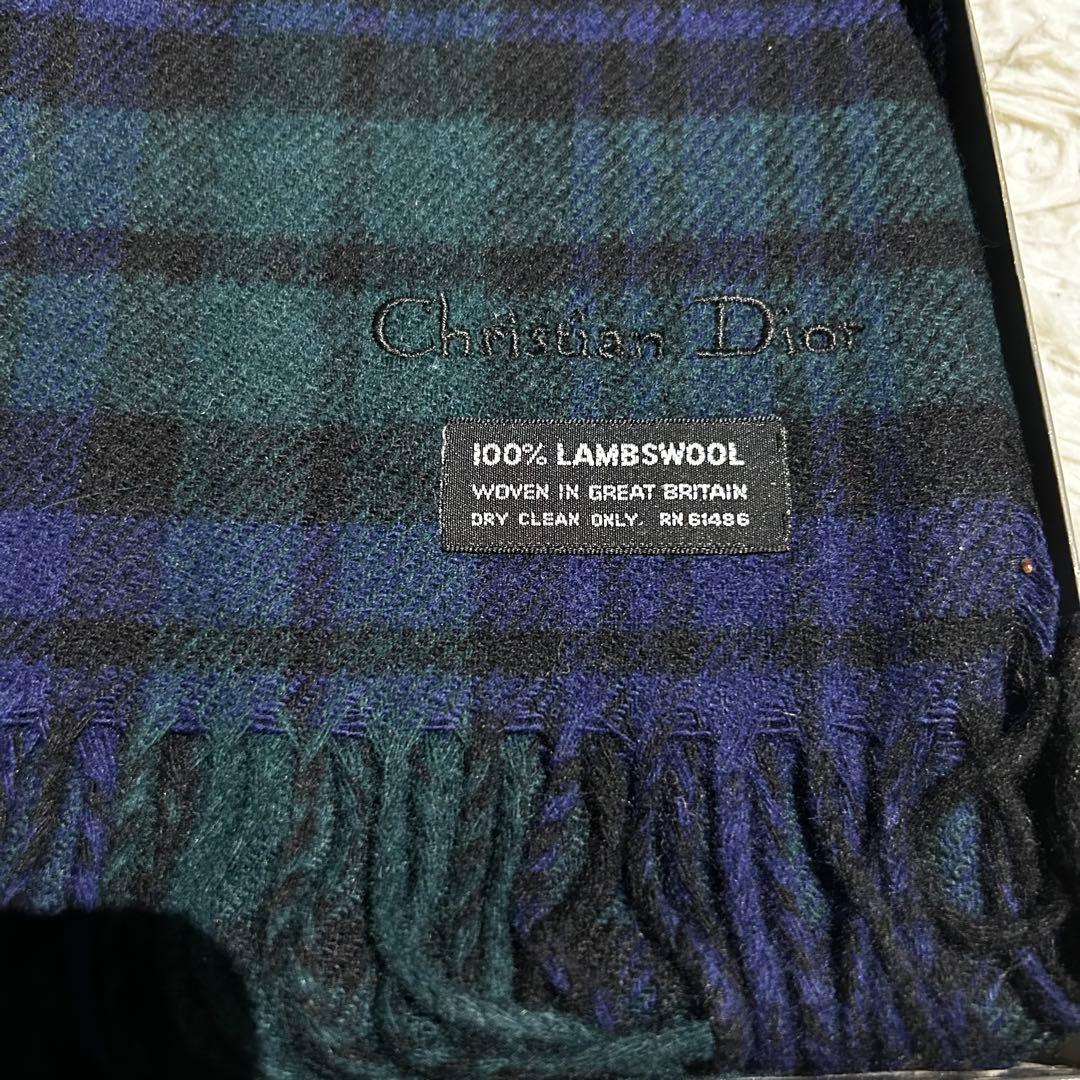 Christian Dior
100% LAMBSWOOL
WOVEN IN GREAT BRITAIN
DRY CLEAN ONLY. RN 61486